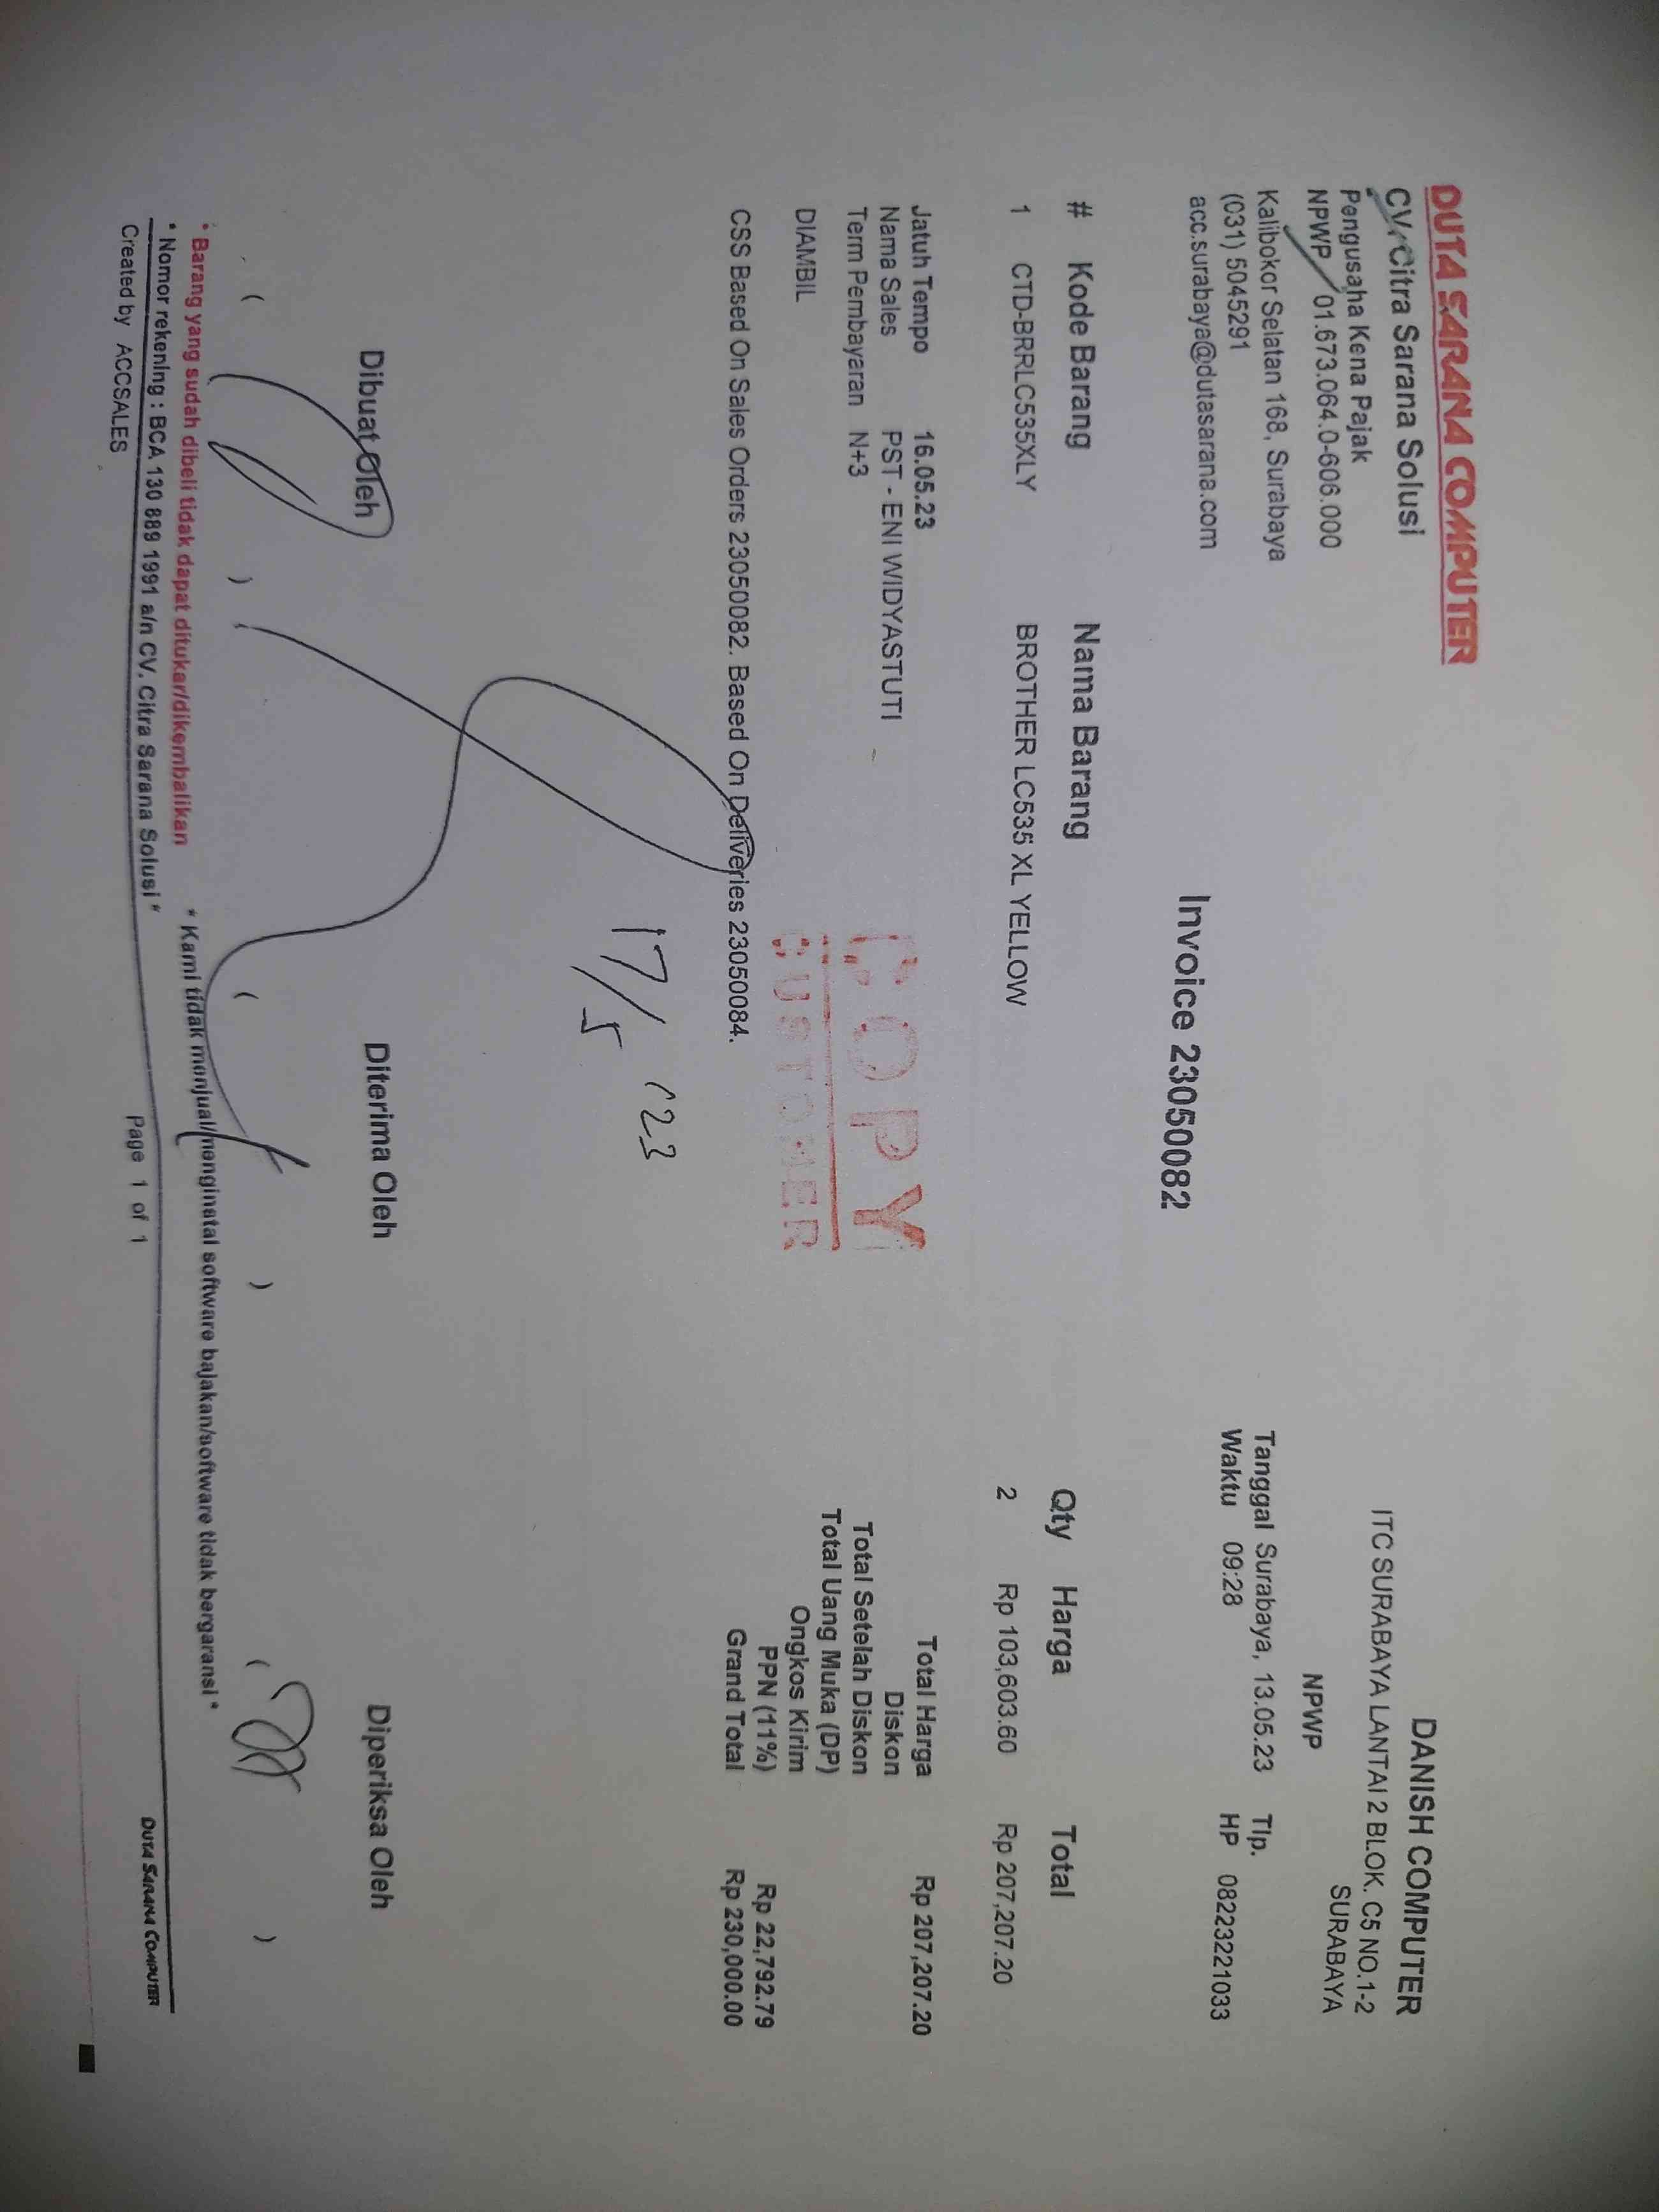 DUTA SARANA COMPUTER
CV. Citra Sarana Solusi
Pengusaha Kena Pajak
NPWP 01.673.064.0-606.000
Kalibokor Selatan 168, Surabaya
(031) 5045291
acc.surabaya@dutasarana.com
DANISH COMPUTER
ITC SURABAYA LANTAI 2 BLOK. C5 NO.1-2
SURABAYA
NPWP
Tanggal Surabaya, 13.05.23 Tlp.
Waktu 09:28 HP 082232221033
Invoice 23050082
# Kode Barang Nama Barang Qty Harga Total
1 CTD-BRRLC535XLY BROTHER LC535 XL YELLOW 2 Rp 103,603.60 Rp 207,207.20
Jatuh Tempo 16.05.23
Nama Sales PST - ENI WIDYASTUTI
Term Pembayaran N+3
DIAMBIL
CSS Based On Sales Orders 23050082. Based On Deliveries 23050084.
COPY
CUSTOMER
Total Harga Rp 207,207.20
Diskon
Total Setelah Diskon
Total Uang Muka (DP)
Ongkos Kirim
PPN (11%) Rp 22,792.79
Grand Total Rp 230,000.00
17/5 '23
Dibuat Oleh Diterima Oleh Diperiksa Oleh
( ) ( ) ( )
* Barang yang sudah dibeli tidak dapat ditukar/dikembalikan * Kami tidak menjual/menginstal software bajakan/software tidak bergaransi *
* Nomor rekening : BCA 130 889 1991 a/n CV. Citra Sarana Solusi *
Created by ACCSALES Page 1 of 1 DUTA SARANA COMPUTER